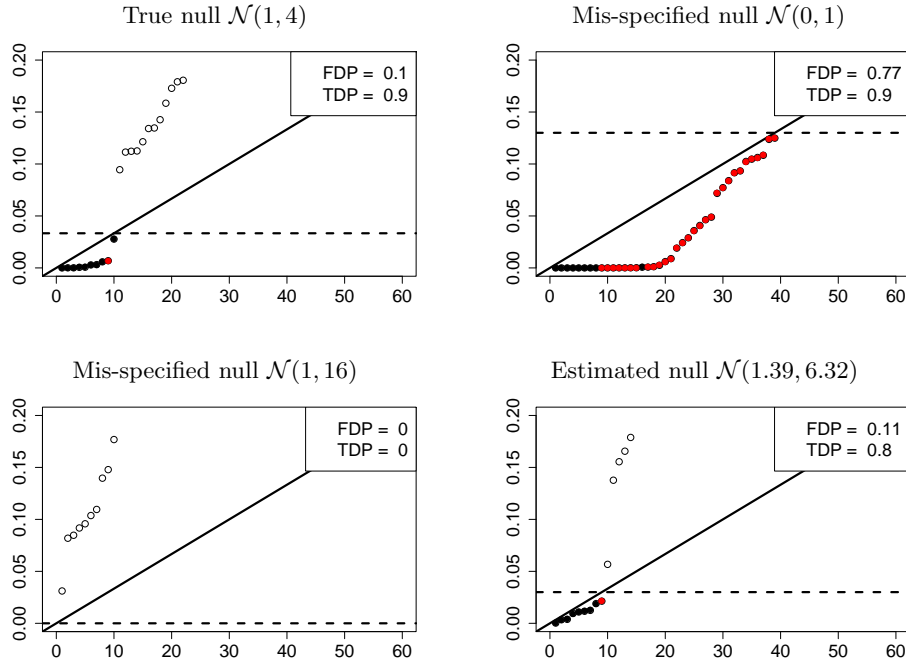 True null N(1, 4)
FDP = 0.1
TDP = 0.9
0.00 0.05 0.10 0.15 0.20
0 10 20 30 40 50 60
Mis-specified null N(0, 1)
FDP = 0.77
TDP = 0.9
0.00 0.05 0.10 0.15 0.20
0 10 20 30 40 50 60
Mis-specified null N(1, 16)
FDP = 0
TDP = 0
0.00 0.05 0.10 0.15 0.20
0 10 20 30 40 50 60
Estimated null N(1.39, 6.32)
FDP = 0.11
TDP = 0.8
0.00 0.05 0.10 0.15 0.20
0 10 20 30 40 50 60